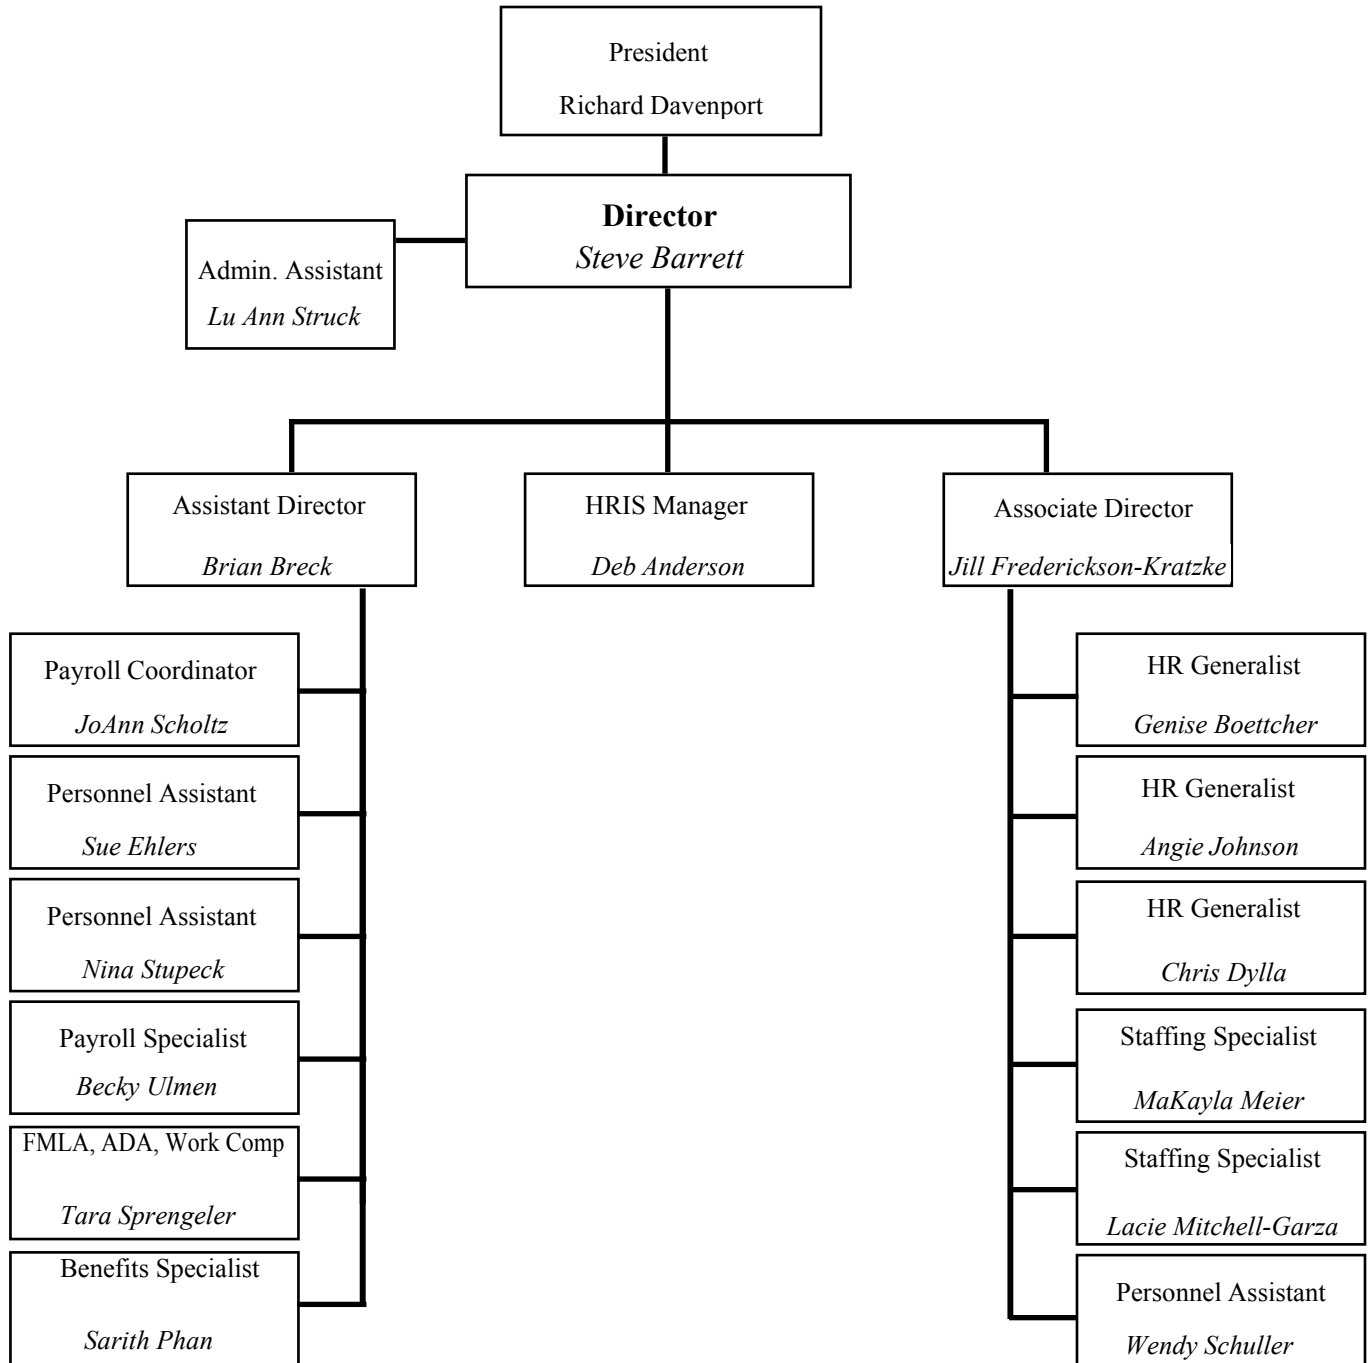 President
Richard Davenport
Director
Steve Barrett
Admin. Assistant
Lu Ann Struck
Assistant Director
Brian Breck
HRIS Manager
Deb Anderson
Associate Director
Jill Frederickson-Kratzke
Payroll Coordinator
JoAnn Scholtz
Personnel Assistant
Sue Ehlers
Personnel Assistant
Nina Stupeck
Payroll Specialist
Becky Ulmen
FMLA, ADA, Work Comp
Tara Sprengeler
Benefits Specialist
Sarith Phan
HR Generalist
Genise Boettcher
HR Generalist
Angie Johnson
HR Generalist
Chris Dylla
Staffing Specialist
MaKayla Meier
Staffing Specialist
Lacie Mitchell-Garza
Personnel Assistant
Wendy Schuller